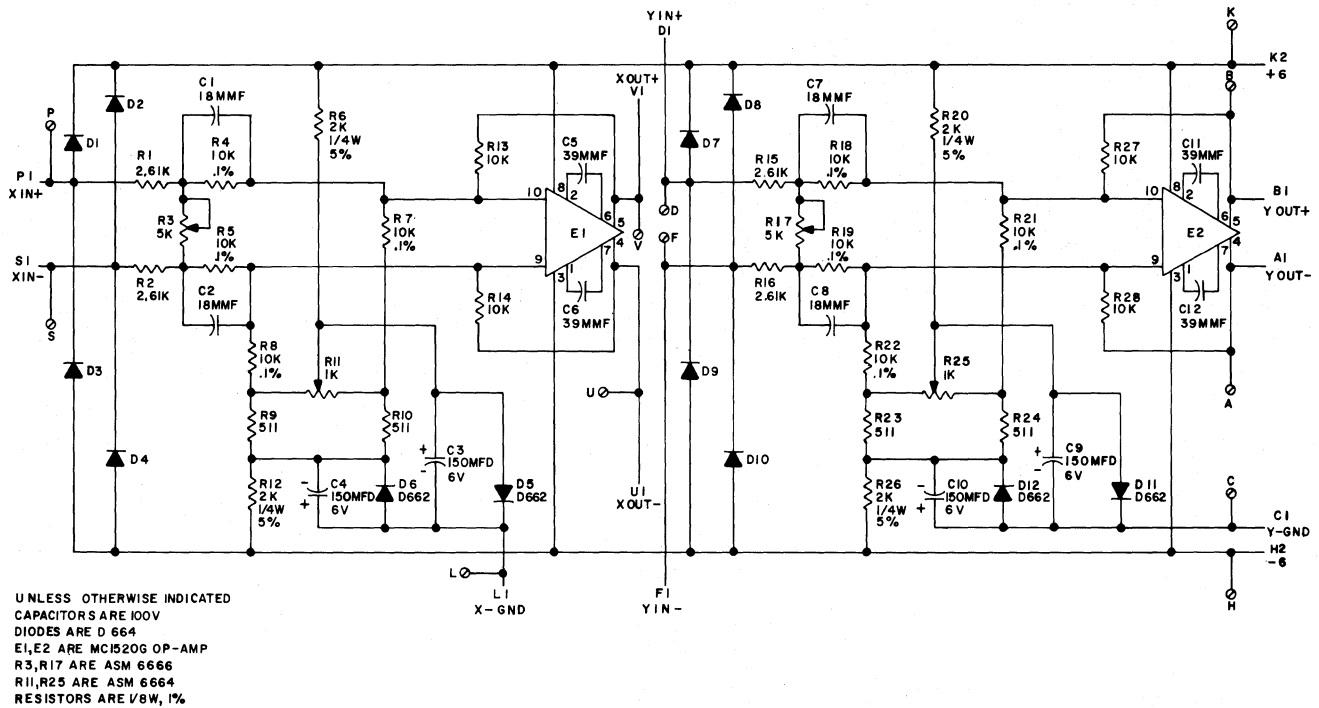 YIN+
D1
K
K2
+6
B
XOUT+
V1
C1
18MMF
D2
R6
2K
1/4W
5%
P
D1
R1
2.61K
R4
10K
.1%
R13
10K
C5
39MMF
P1
XIN+
R3
5K
R5
10K
.1%
R7
10K
.1%
10
8
2
6
5
4
7
E1
9
3
1
V
S1
XIN-
R2
2.61K
C2
18MMF
R14
10K
C6
39MMF
S
R8
10K
.1%
R11
1K
D3
U
R9
511
R10
511
D4
R12
2K
1/4W
5%
-
+
C4
150MFD
6V
D6
D662
+
-
C3
150MFD
6V
D5
D662
U1
XOUT-
L
L1
X-GND
D8
C7
18MMF
R20
2K
1/4W
5%
D7
R15
2.61K
R18
10K
.1%
R27
10K
C11
39MMF
D
F
R17
5K
R19
10K
.1%
R21
10K
.1%
10
8
2
6
5
4
7
E2
9
3
1
B1
Y OUT+
A1
Y OUT-
R16
2.61K
C8
18MMF
R28
10K
C12
39MMF
R22
10K
.1%
R25
1K
D9
A
R23
511
R24
511
D10
R26
2K
1/4W
5%
-
+
C10
150MFD
6V
D12
D662
+
-
C9
150MFD
6V
D11
D662
C
C1
Y-GND
H2
-6
H
F1
YIN-
UNLESS OTHERWISE INDICATED
CAPACITORS ARE 100V
DIODES ARE D 664
E1,E2 ARE MC1520G OP-AMP
R3,R17 ARE ASM 6666
R11,R25 ARE ASM 6664
RESISTORS ARE 1/8W, 1%